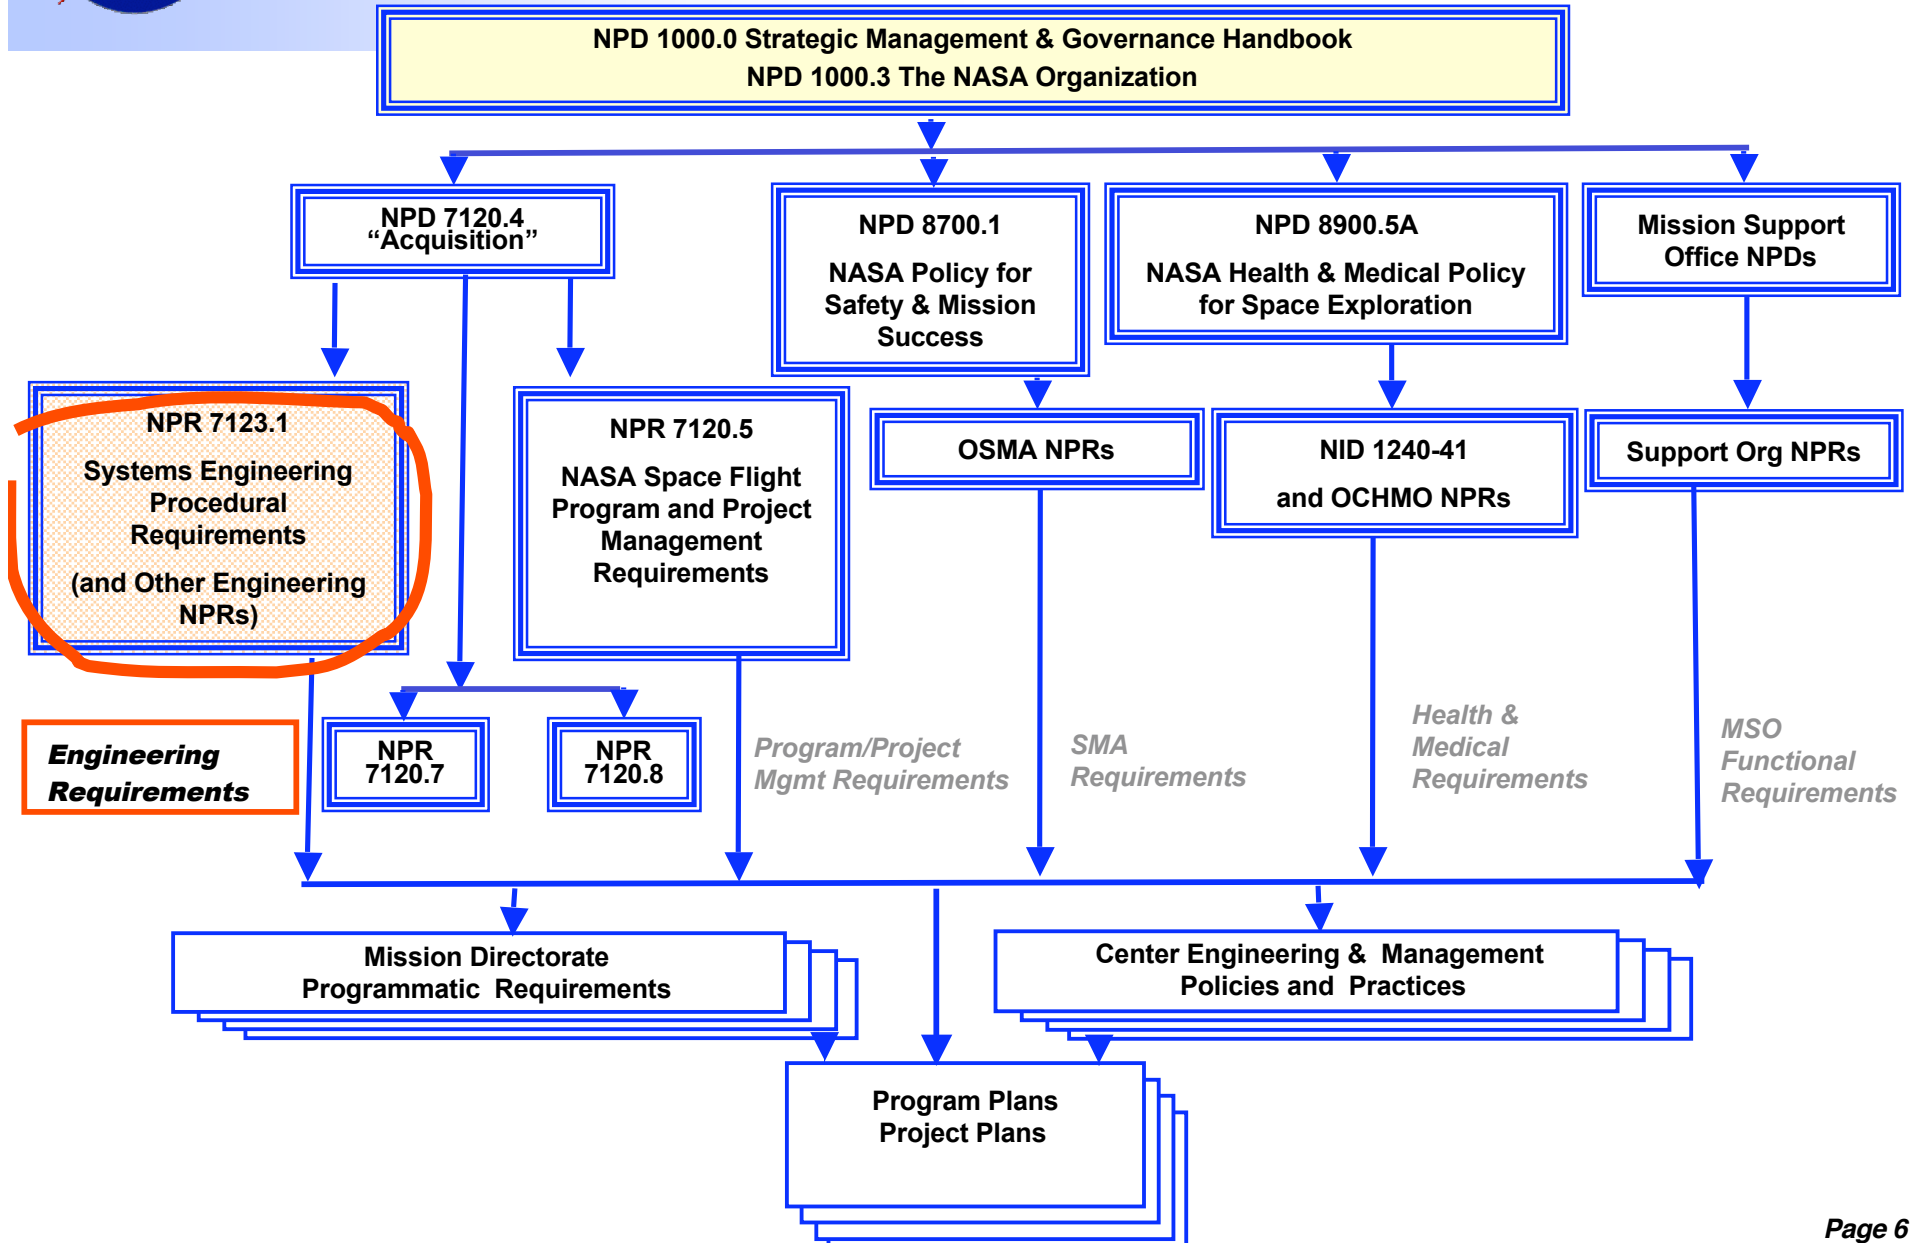 NPD 1000.0 Strategic Management & Governance Handbook
NPD 1000.3 The NASA Organization
NPD 7120.4
“Acquisition”
NPD 8700.1
NASA Policy for
Safety & Mission
Success
NPD 8900.5A
NASA Health & Medical Policy
for Space Exploration
Mission Support
Office NPDs
NPR 7123.1
Systems Engineering
Procedural
Requirements
(and Other Engineering
NPRs)
NPR 7120.5
NASA Space Flight
Program and Project
Management
Requirements
OSMA NPRs
NID 1240-41
and OCHMO NPRs
Support Org NPRs
Engineering
Requirements
NPR
7120.7
NPR
7120.8
Program/Project
Mgmt Requirements
SMA
Requirements
Health &
Medical
Requirements
MSO
Functional
Requirements
Mission Directorate
Programmatic Requirements
Center Engineering & Management
Policies and Practices
Program Plans
Project Plans
Page 6